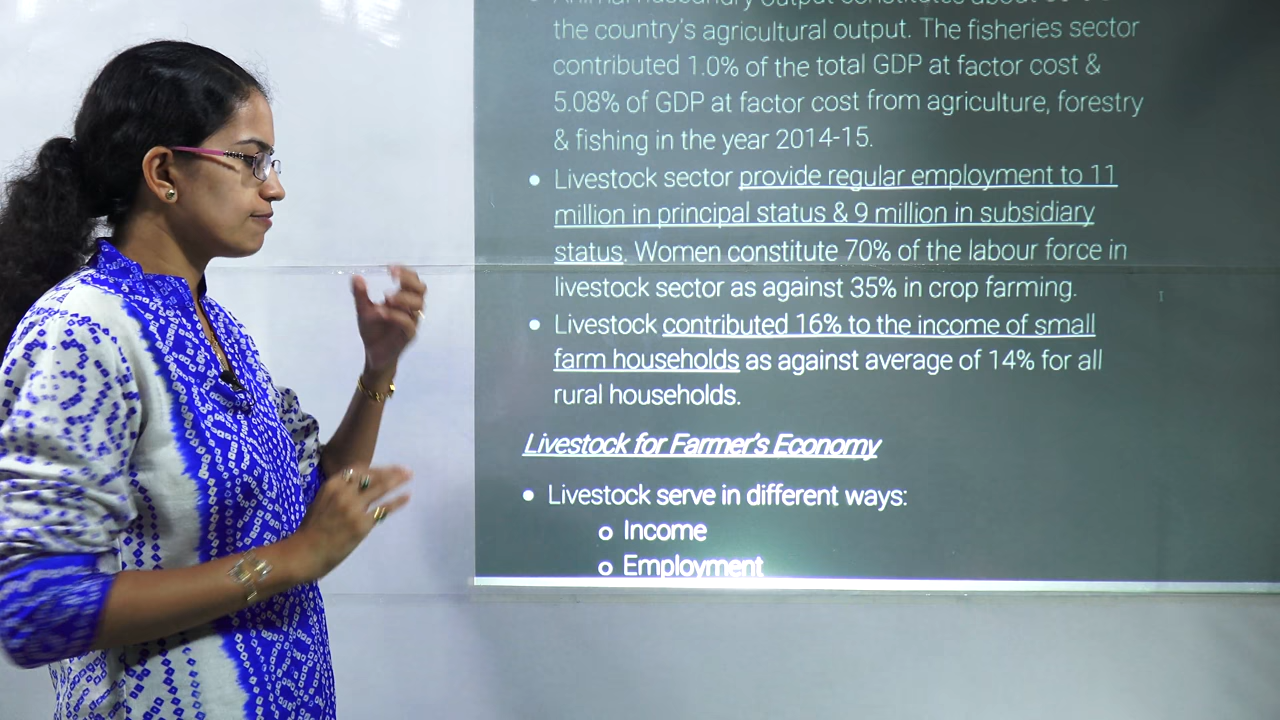 Animal husbandry output constitutes about
the country's agricultural output. The fisheries sector
contributed 1.0% of the total GDP at factor cost &
5.08% of GDP at factor cost from agriculture, forestry
& fishing in the year 2014-15.
• Livestock sector provide regular employment to 11
million in principal status & 9 million in subsidiary
status. Women constitute 70% of the labour force in
livestock sector as against 35% in crop farming.
• Livestock contributed 16% to the income of small
farm households as against average of 14% for all
rural households.
Livestock for Farmer's Economy
• Livestock serve in different ways:
o Income
o Employment